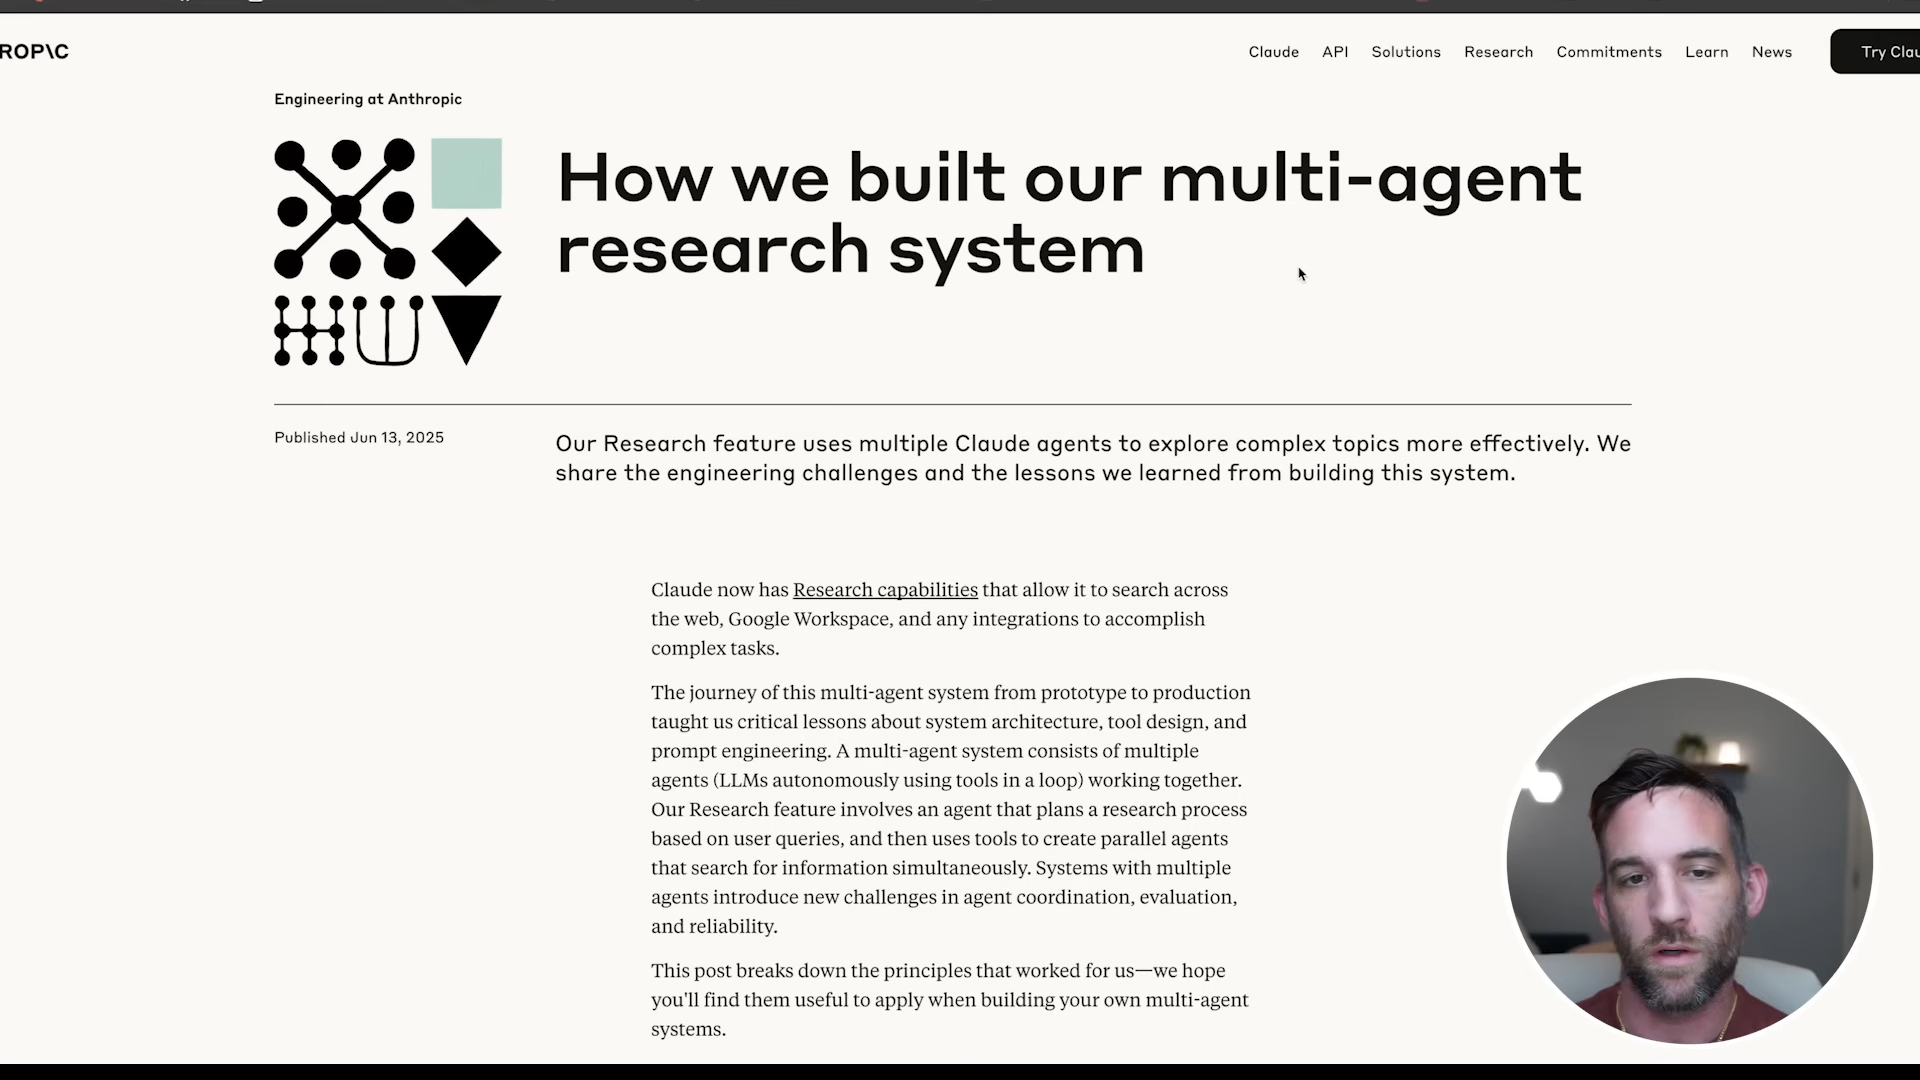 ROP\C
Claude API Solutions Research Commitments Learn News
Try Clau
Engineering at Anthropic
How we built our multi-agent
research system
Published Jun 13, 2025
Our Research feature uses multiple Claude agents to explore complex topics more effectively. We
share the engineering challenges and the lessons we learned from building this system.
Claude now has Research capabilities that allow it to search across
the web, Google Workspace, and any integrations to accomplish
complex tasks.
The journey of this multi-agent system from prototype to production
taught us critical lessons about system architecture, tool design, and
prompt engineering. A multi-agent system consists of multiple
agents (LLMs autonomously using tools in a loop) working together.
Our Research feature involves an agent that plans a research process
based on user queries, and then uses tools to create parallel agents
that search for information simultaneously. Systems with multiple
agents introduce new challenges in agent coordination, evaluation,
and reliability.
This post breaks down the principles that worked for us—we hope
you'll find them useful to apply when building your own multi-agent
systems.